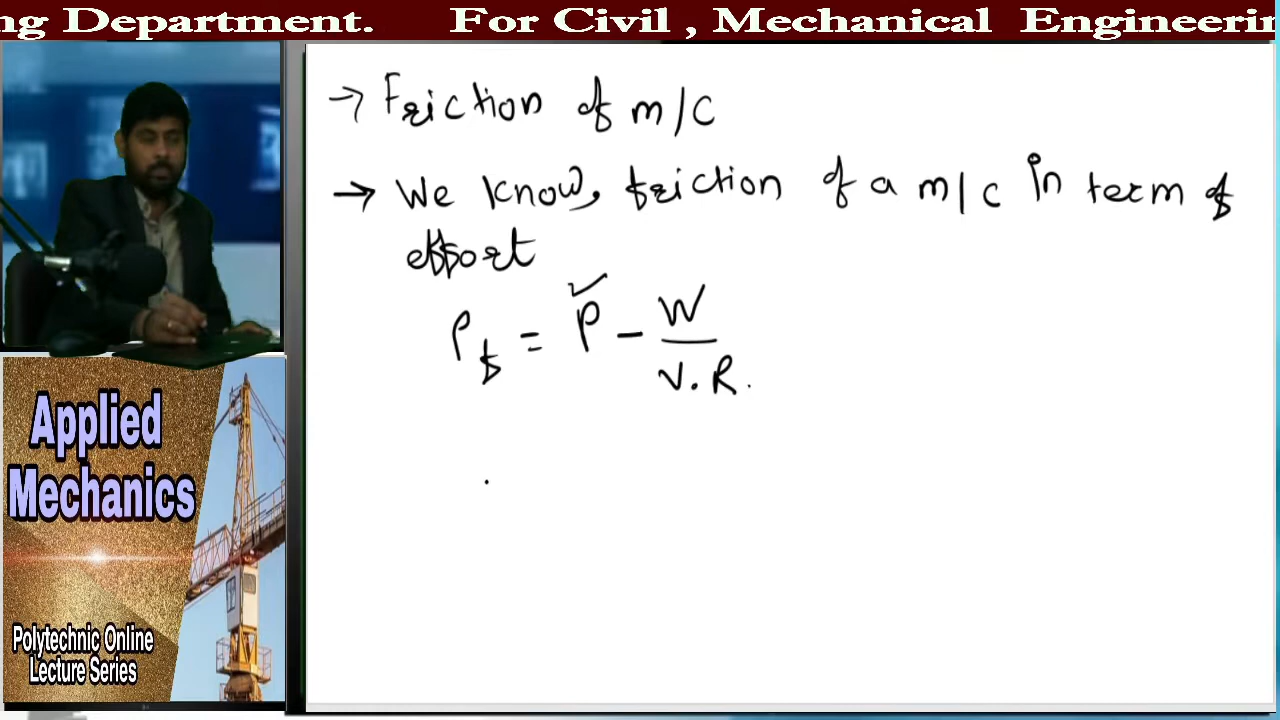 ng Department. For Civil , Mechanical Engineerin
→ Friction of m/c
→ We know, friction of a m/c in term of
effort
P_f = P - W / V.R.
Applied
Mechanics
Polytechnic Online
Lecture Series